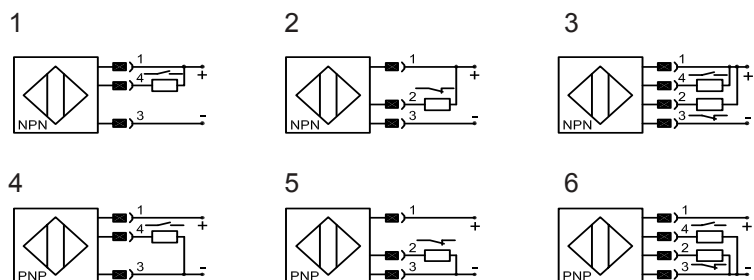 1 2 3
1 + 4 NPN 3 -
1 + 2 NPN 3 -
1 + 4 2 NPN 3 -
4 5 6
1 + 4 PNP 3 -
1 + 2 PNP 3 -
1 + 4 2 PNP 3 -